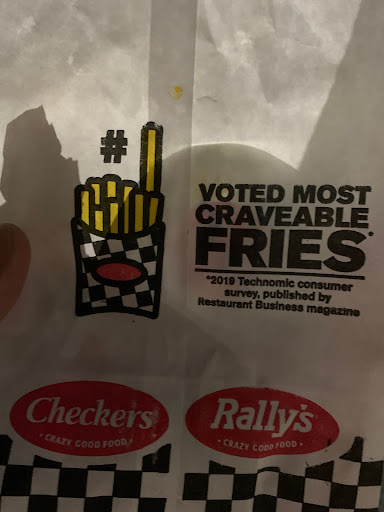 #
VOTED MOST
CRAVEABLE
FRIES*
*2019 Technomic consumer
survey, published by
Restaurant Business magazine
Checkers
• CRAZY GOOD FOOD •
Rally's
• CRAZY GOOD FOOD •